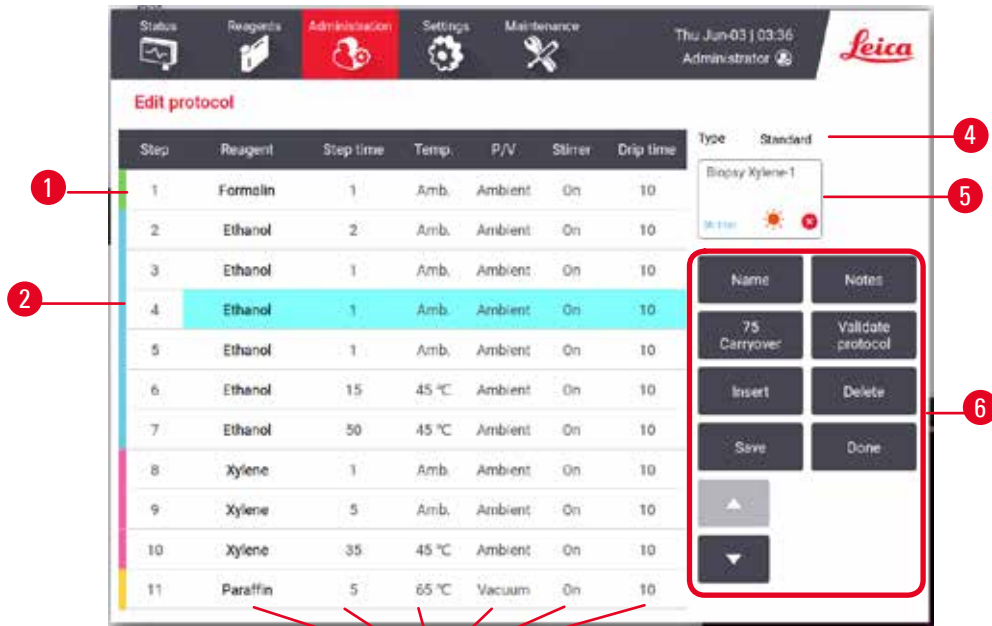 Status Reagents Administration Settings Maintenance
Thu Jun-03 | 03:36
Administrator
Leica
Edit protocol
Step Reagent Step time Temp. P/V Stirrer Drip time
1 Formalin 1 Amb. Ambient On 10
2 Ethanol 2 Amb. Ambient On 10
3 Ethanol 1 Amb. Ambient On 10
4 Ethanol 1 Amb. Ambient On 10
5 Ethanol 1 Amb. Ambient On 10
6 Ethanol 15 45 °C Ambient On 10
7 Ethanol 50 45 °C Ambient On 10
8 Xylene 1 Amb. Ambient On 10
9 Xylene 5 Amb. Ambient On 10
10 Xylene 35 45 °C Ambient On 10
11 Paraffin 5 65 °C Vacuum On 10
Type Standard
Biopsy Xylene-1
Name Notes
75 Validate
Carryover protocol
Insert Delete
Save Done
1
2
4
5
6